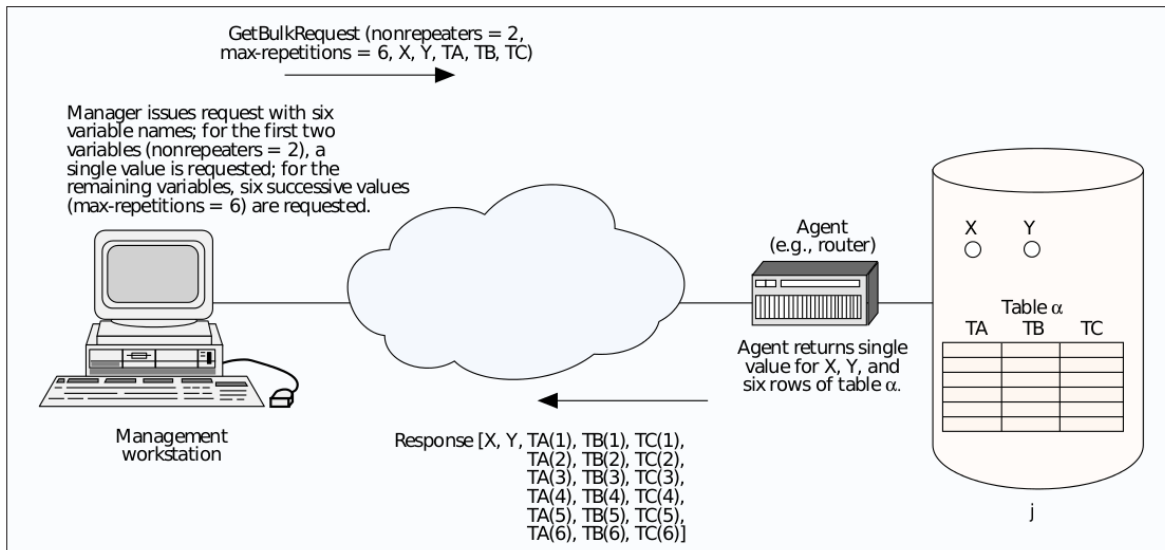 GetBulkRequest (nonrepeaters = 2,
max-repetitions = 6, X, Y, TA, TB, TC)
Manager issues request with six
variable names; for the first two
variables (nonrepeaters = 2), a
single value is requested; for the
remaining variables, six successive values
(max-repetitions = 6) are requested.
Management
workstation
Agent
(e.g., router)
Agent returns single
value for X, Y, and
six rows of table α.
X Y
Table α
TA TB TC
j
Response [X, Y, TA(1), TB(1), TC(1),
TA(2), TB(2), TC(2),
TA(3), TB(3), TC(3),
TA(4), TB(4), TC(4),
TA(5), TB(5), TC(5),
TA(6), TB(6), TC(6)]